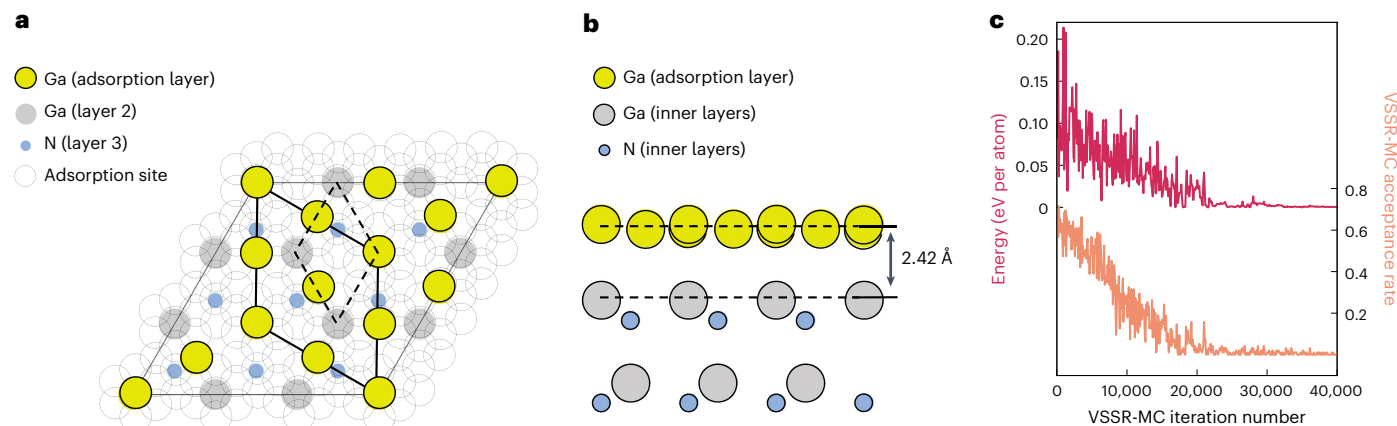 a
Ga (adsorption layer)
Ga (layer 2)
N (layer 3)
Adsorption site
b
Ga (adsorption layer)
Ga (inner layers)
N (inner layers)
2.42 Å
c
0.20
0.15
0.10
0.05
0
Energy (eV per atom)
0.8
0.6
0.4
0.2
VSSR-MC acceptance rate
0
10,000
20,000
30,000
40,000
VSSR-MC iteration number